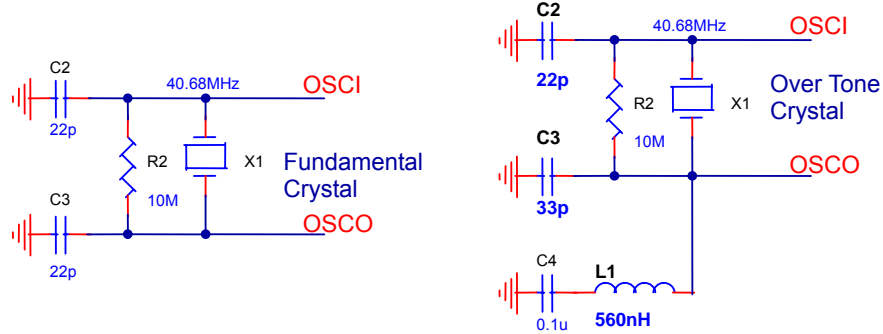 C2
40.68MHz
OSCI
22p
R2
X1
10M
Fundamental
Crystal
C3
OSCO
22p
C2
40.68MHz
OSCI
22p
R2
X1
10M
Over Tone
Crystal
C3
OSCO
33p
C4
L1
0.1u
560nH